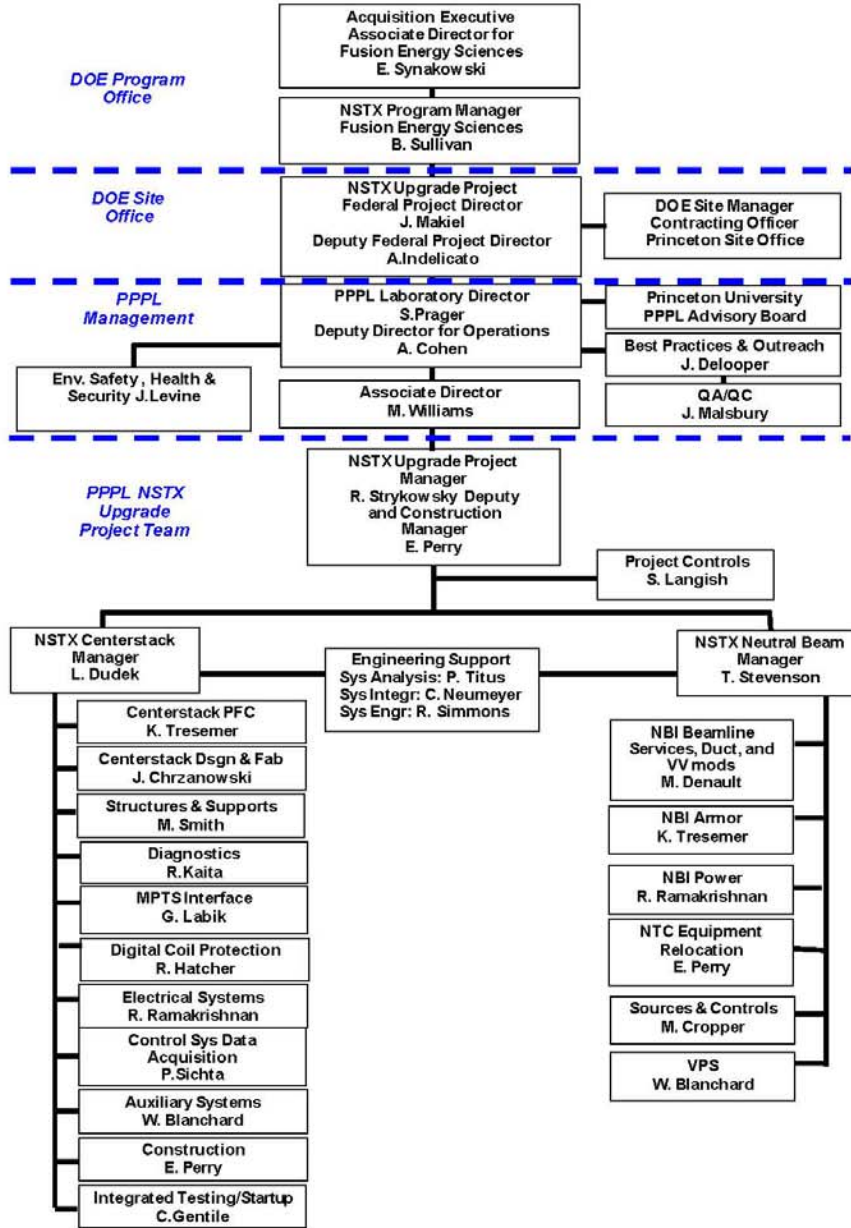 Acquisition Executive
Associate Director for
Fusion Energy Sciences
E. Synakowski
DOE Program
Office
NSTX Program Manager
Fusion Energy Sciences
B. Sullivan
DOE Site
Office
NSTX Upgrade Project
Federal Project Director
J. Makiel
Deputy Federal Project Director
A.Indelicato
DOE Site Manager
Contracting Officer
Princeton Site Office
PPPL
Management
PPPL Laboratory Director
S.Prager
Deputy Director for Operations
A. Cohen
Princeton University
PPPL Advisory Board
Best Practices & Outreach
J. Delooper
Env. Safety , Health &
Security J.Levine
Associate Director
M. Williams
QA/QC
J. Malsbury
PPPL NSTX
Upgrade
Project Team
NSTX Upgrade Project
Manager
R. Strykowsky Deputy
and Construction
Manager
E. Perry
Project Controls
S. Langish
NSTX Centerstack
Manager
L. Dudek
Engineering Support
Sys Analysis: P. Titus
Sys Integr: C. Neumeyer
Sys Engr: R. Simmons
NSTX Neutral Beam
Manager
T. Stevenson
Centerstack PFC
K. Tresemer
Centerstack Dsgn & Fab
J. Chrzanowski
Structures & Supports
M. Smith
Diagnostics
R.Kaita
MPTS Interface
G. Labik
Digital Coil Protection
R. Hatcher
Electrical Systems
R. Ramakrishnan
Control Sys Data
Acquisition
P.Sichta
Auxiliary Systems
W. Blanchard
Construction
E. Perry
Integrated Testing/Startup
C.Gentile
NBI Beamline
Services, Duct, and
VV mods
M. Denault
NBI Armor
K. Tresemer
NBI Power
R. Ramakrishnan
NTC Equipment
Relocation
E. Perry
Sources & Controls
M. Cropper
VPS
W. Blanchard